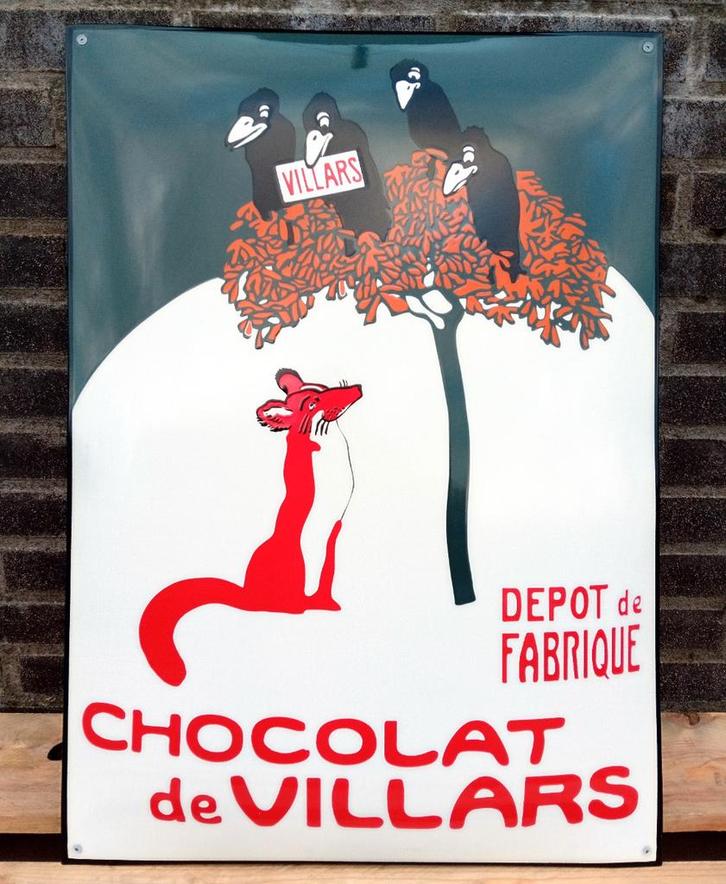 VILLARS
DEPOT de
FABRIQUE
CHOCOLAT
de VILLARS